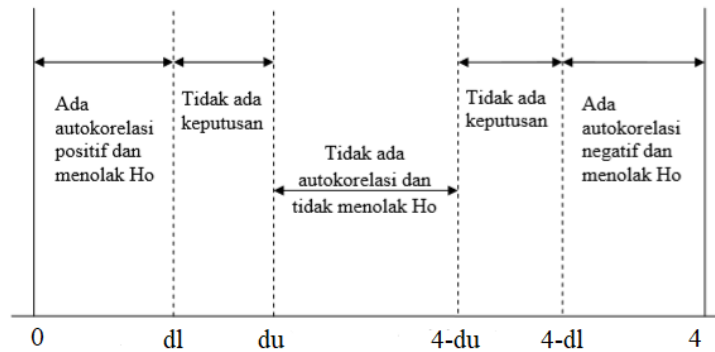 Ada
autokorelasi
positif dan
menolak Ho
Tidak ada
keputusan
Tidak ada
autokorelasi dan
tidak menolak Ho
Tidak ada
keputusan
Ada
autokorelasi
negatif dan
menolak Ho
0 dl du 4-du 4-dl 4